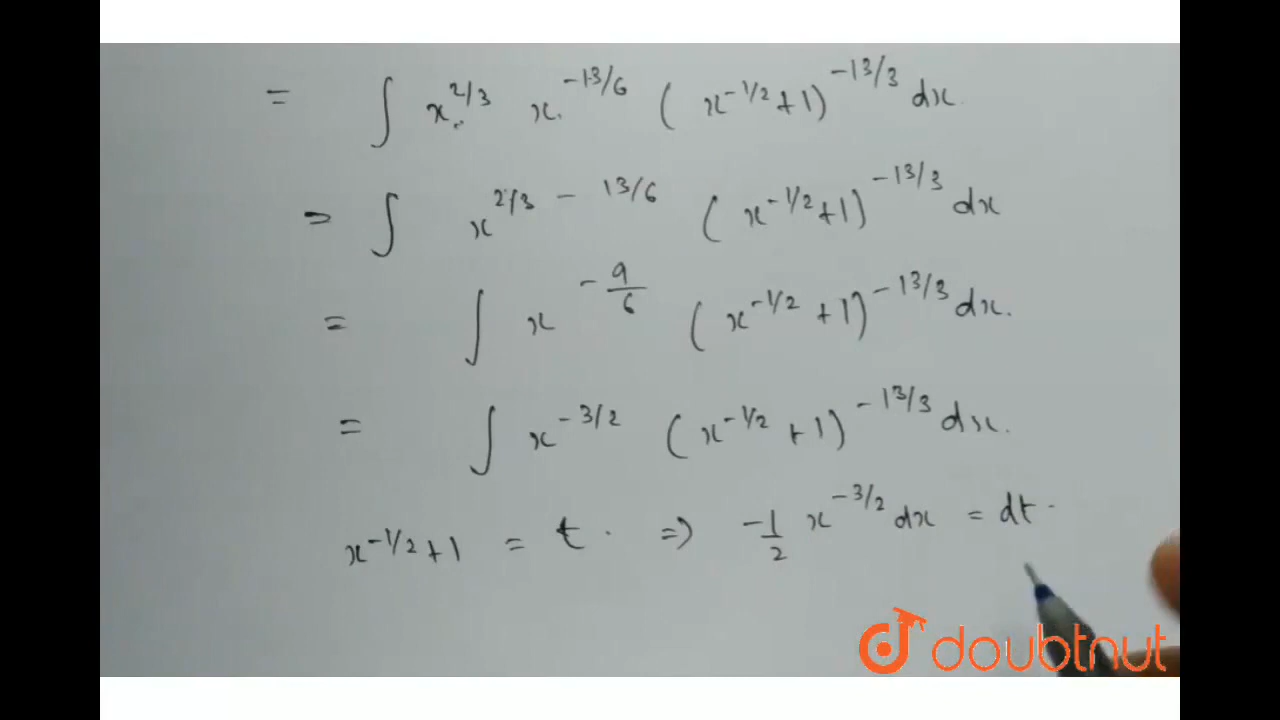 = ∫ x^{2/3} x^{-13/6} (x^{-1/2} + 1)^{-13/3} dx.
= ∫ x^{2/3 - 13/6} (x^{-1/2} + 1)^{-13/3} dx
= ∫ x^{-9/6} (x^{-1/2} + 1)^{-13/3} dx.
= ∫ x^{-3/2} (x^{-1/2} + 1)^{-13/3} dx.
x^{-1/2} + 1 = t. ⇒ -1/2 x^{-3/2} dx = dt.
doubtnut